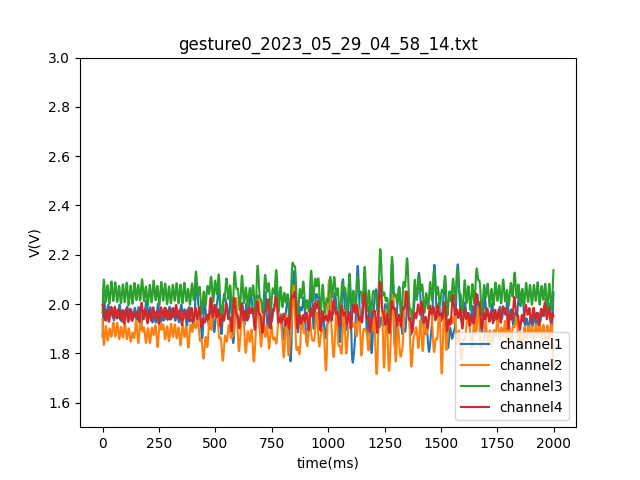 gesture0_2023_05_29_04_58_14.txt
3.0
2.8
2.6
2.4
2.2
2.0
1.8
1.6
V(V)
channel1
channel2
channel3
channel4
0 250 500 750 1000 1250 1500 1750 2000
time(ms)